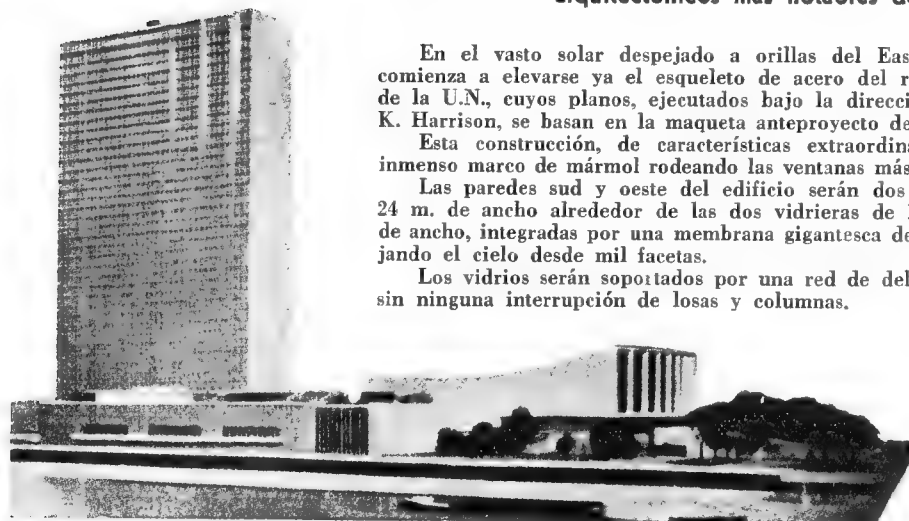 arquitectónicos más notables d
En el vasto solar despejado a orillas del Eas
comienza a elevarse ya el esqueleto de acero del r
de la U.N., cuyos planos, ejecutados bajo la direcci
K. Harrison, se basan en la maqueta anteproyecto de
Esta construcción, de características extraordina
inmenso marco de mármol rodeando las ventanas más
Las paredes sud y oeste del edificio serán dos
24 m. de ancho alrededor de las dos vidrieras de
de ancho, integradas por una membrana gigantesca de
jando el cielo desde mil facetas.
Los vidrios serán soportados por una red de del
sin ninguna interrupción de losas y columnas.